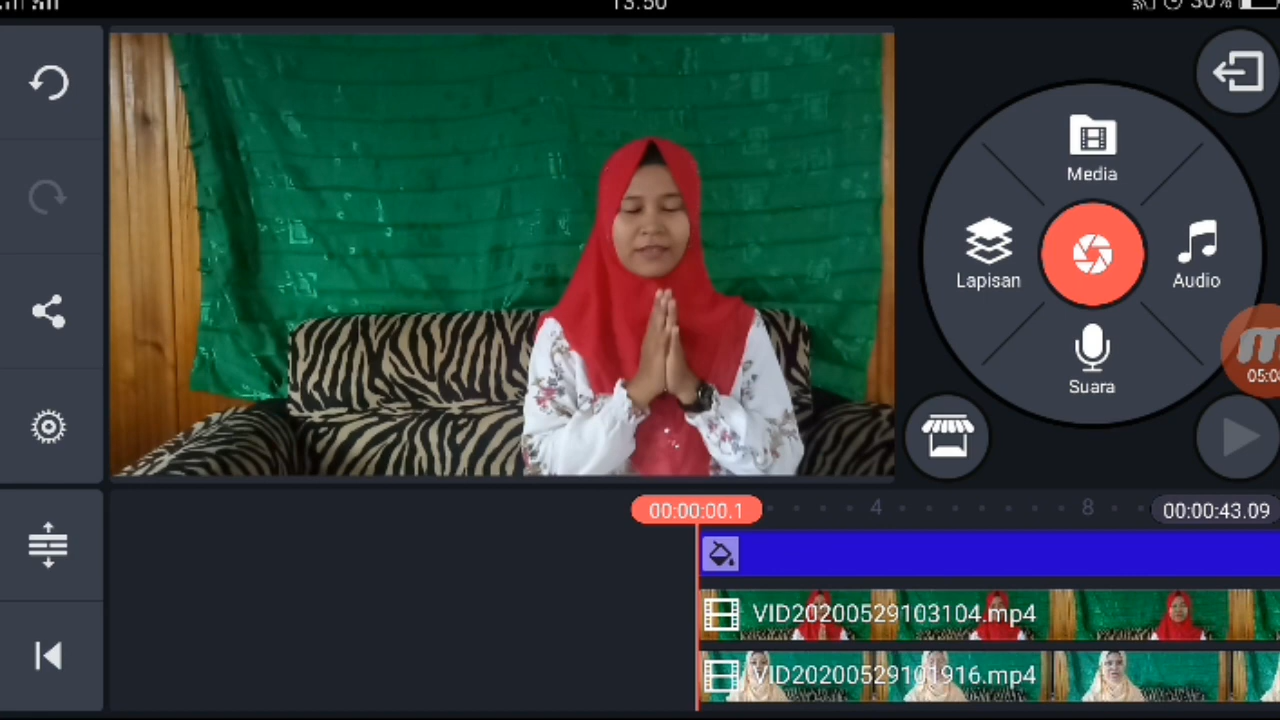 13.50
30%
Media
Lapisan
Audio
Suara
00:00:00.1
4
8
00:00:43.09
VID20200529103104.mp4
VID20200529101916.mp4